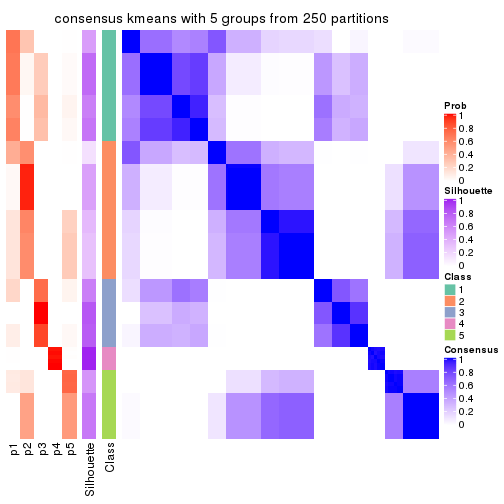 consensus kmeans with 5 groups from 250 partitions
Prob
1
0.8
0.6
0.4
0.2
0
Silhouette
1
0.8
0.6
0.4
0.2
0
Class
1
2
3
4
5
Consensus
1
0.8
0.6
0.4
0.2
0
p1
p2
p3
p4
p5
Silhouette
Class